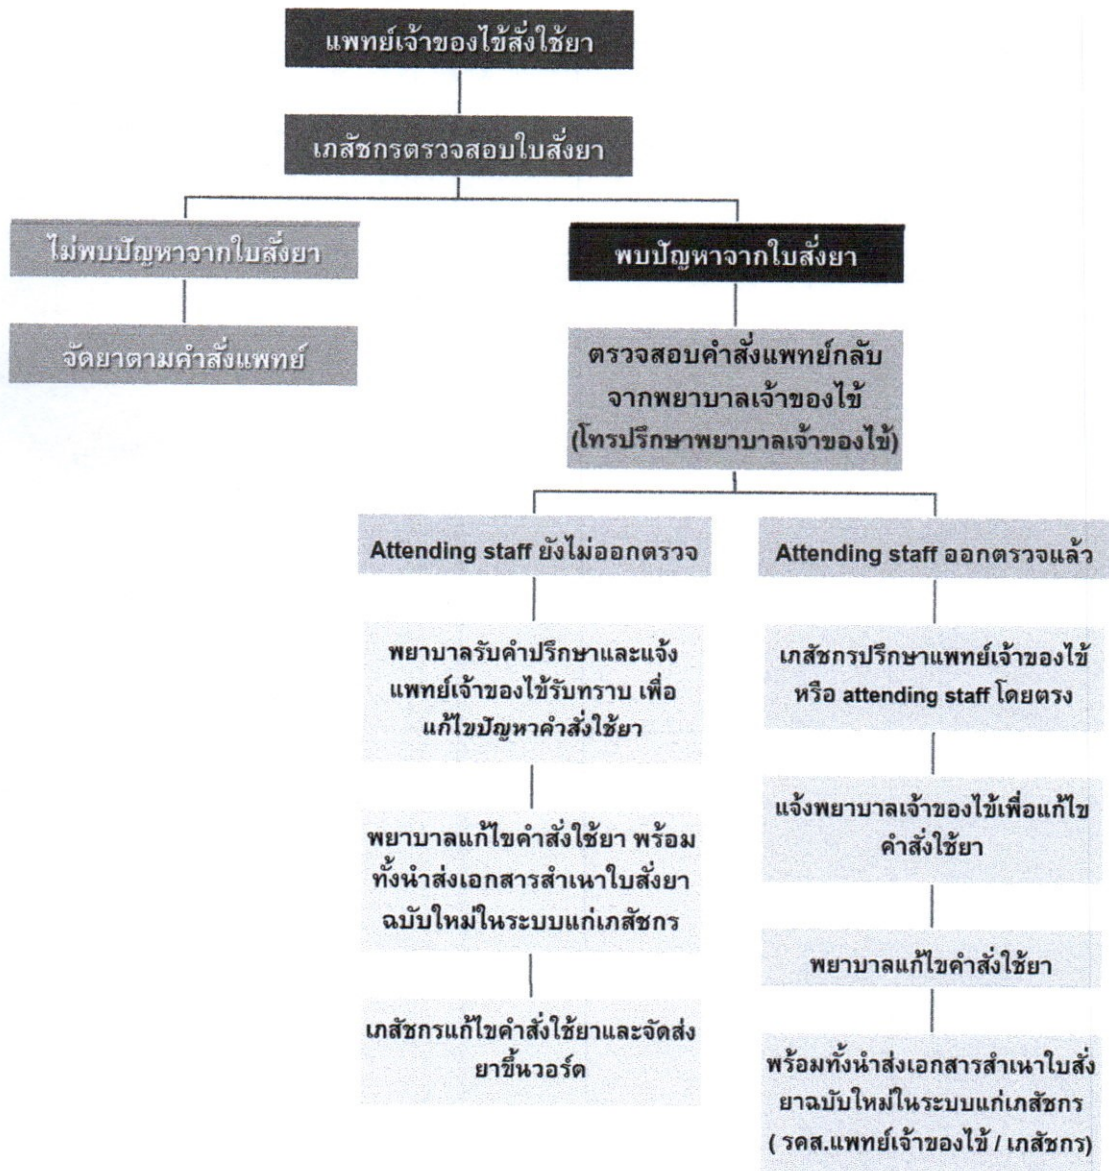 แพทย์เจ้าของไข้สั่งใช้ยา
เภสัชกรตรวจสอบใบสั่งยา
ไม่พบปัญหาจากใบสั่งยา
จัดยาตามคำสั่งแพทย์
พบปัญหาจากใบสั่งยา
ตรวจสอบคำสั่งแพทย์กลับ
จากพยาบาลเจ้าของไข้
(โทรปรึกษาพยาบาลเจ้าของไข้)
Attending staff ยังไม่ออกตรวจ
พยาบาลรับคำปรึกษาและแจ้ง
แพทย์เจ้าของไข้รับทราบ เพื่อ
แก้ไขปัญหาคำสั่งใช้ยา
พยาบาลแก้ไขคำสั่งใช้ยา พร้อม
ทั้งนำส่งเอกสารสำเนาใบสั่งยา
ฉบับใหม่ในระบบแก่เภสัชกร
เภสัชกรแก้ไขคำสั่งใช้ยาและจัดส่ง
ยาขึ้นวอร์ด
Attending staff ออกตรวจแล้ว
เภสัชกรปรึกษาแพทย์เจ้าของไข้
หรือ attending staff โดยตรง
แจ้งพยาบาลเจ้าของไข้เพื่อแก้ไข
คำสั่งใช้ยา
พยาบาลแก้ไขคำสั่งใช้ยา
พร้อมทั้งนำส่งเอกสารสำเนาใบสั่ง
ยาฉบับใหม่ในระบบแก่เภสัชกร
( รคส.แพทย์เจ้าของไข้ / เภสัชกร)